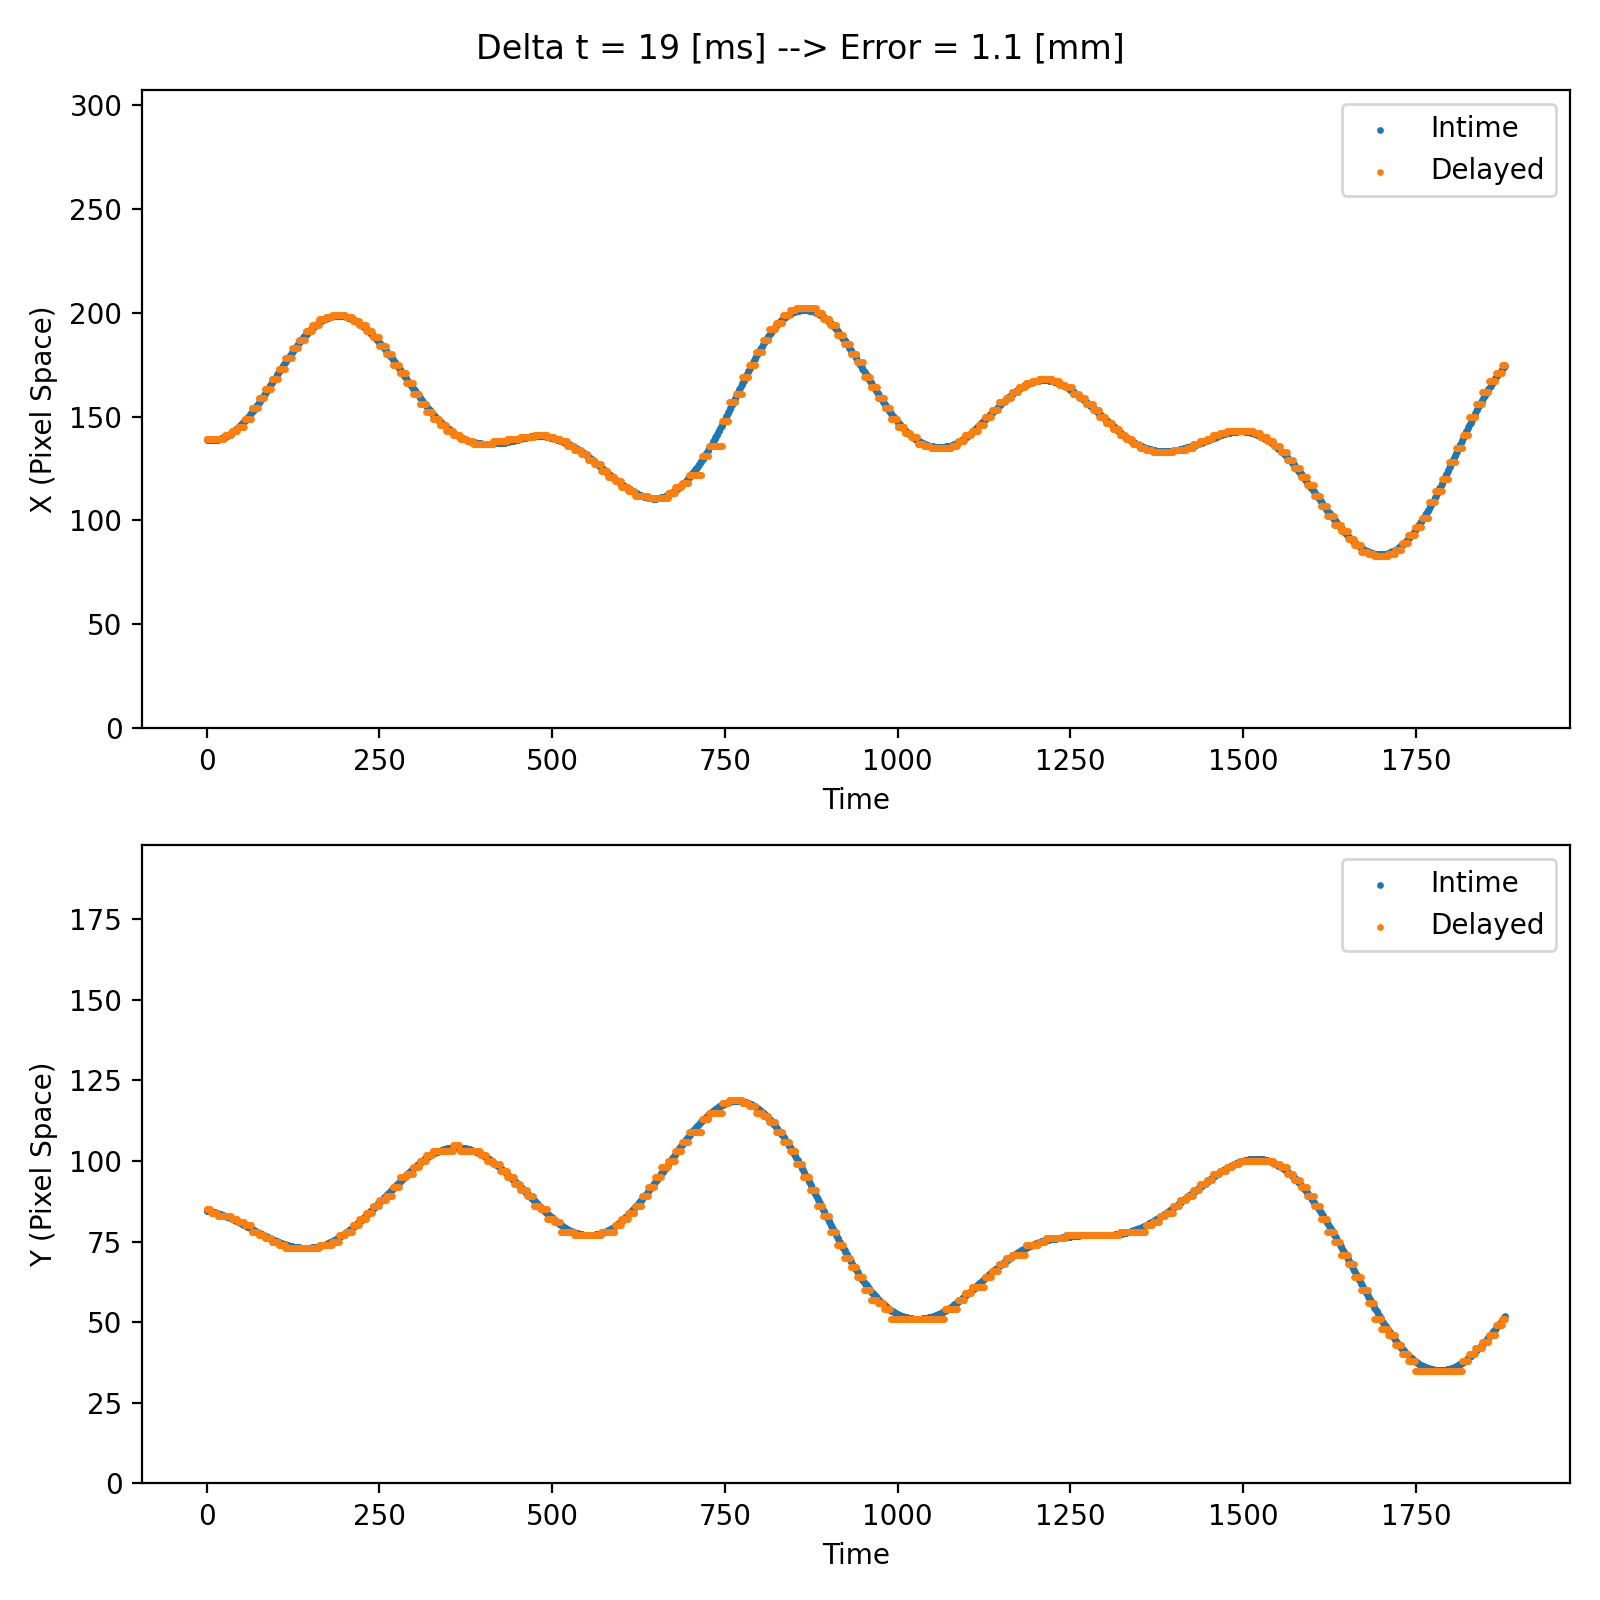 Delta t = 19 [ms] --> Error = 1.1 [mm]
300
250
200
150
100
50
0
X (Pixel Space)
Intime
Delayed
0 250 500 750 1000 1250 1500 1750
Time
175
150
125
100
75
50
25
0
Y (Pixel Space)
Intime
Delayed
0 250 500 750 1000 1250 1500 1750
Time